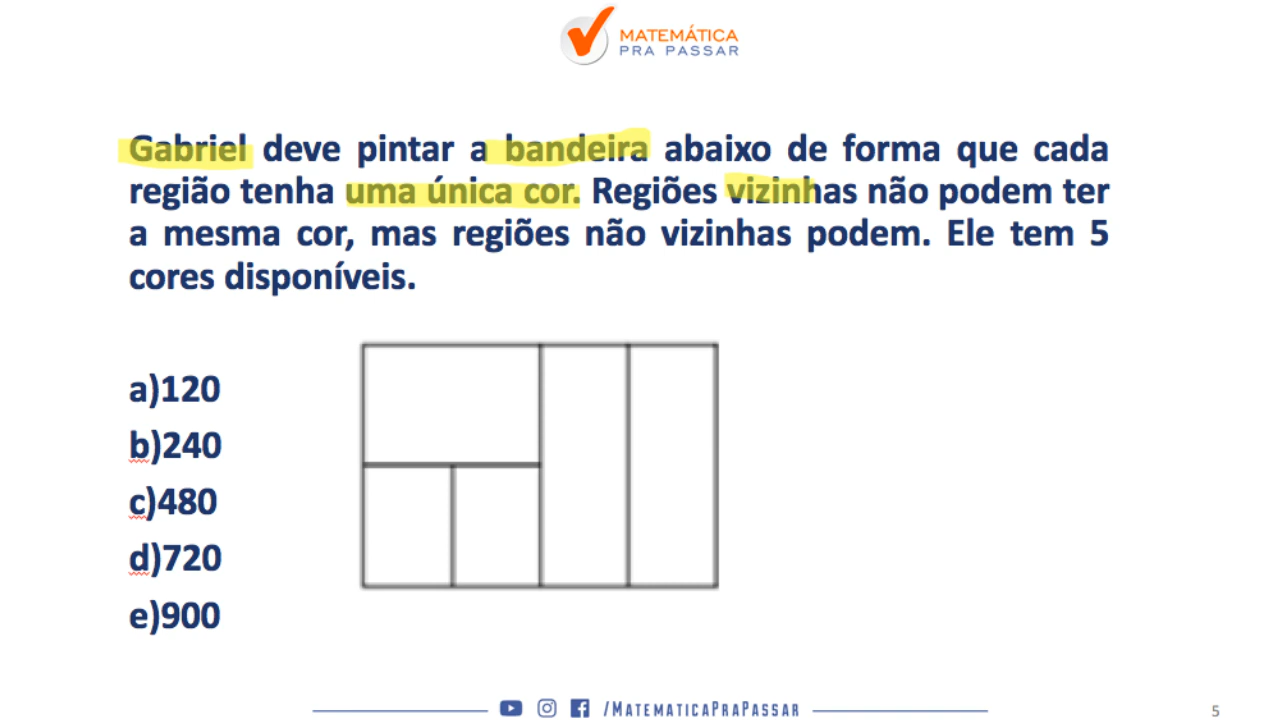 MATEMÁTICA
PRA PASSAR
Gabriel deve pintar a bandeira abaixo de forma que cada
região tenha uma única cor. Regiões vizinhas não podem ter
a mesma cor, mas regiões não vizinhas podem. Ele tem 5
cores disponíveis.
a)120
b)240
c)480
d)720
e)900
/MATEMATICAPRAPASSAR
5